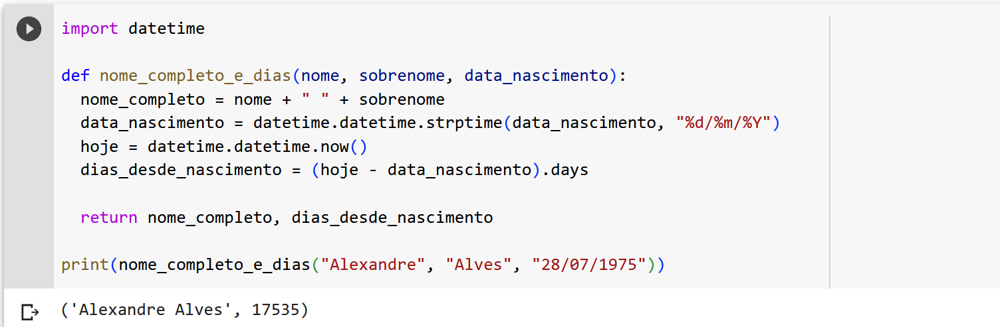 import datetime
def nome_completo_e_dias(nome, sobrenome, data_nascimento):
  nome_completo = nome + " " + sobrenome
  data_nascimento = datetime.datetime.strptime(data_nascimento, "%d/%m/%Y")
  hoje = datetime.datetime.now()
  dias_desde_nascimento = (hoje - data_nascimento).days
  return nome_completo, dias_desde_nascimento
print(nome_completo_e_dias("Alexandre", "Alves", "28/07/1975"))
('Alexandre Alves', 17535)